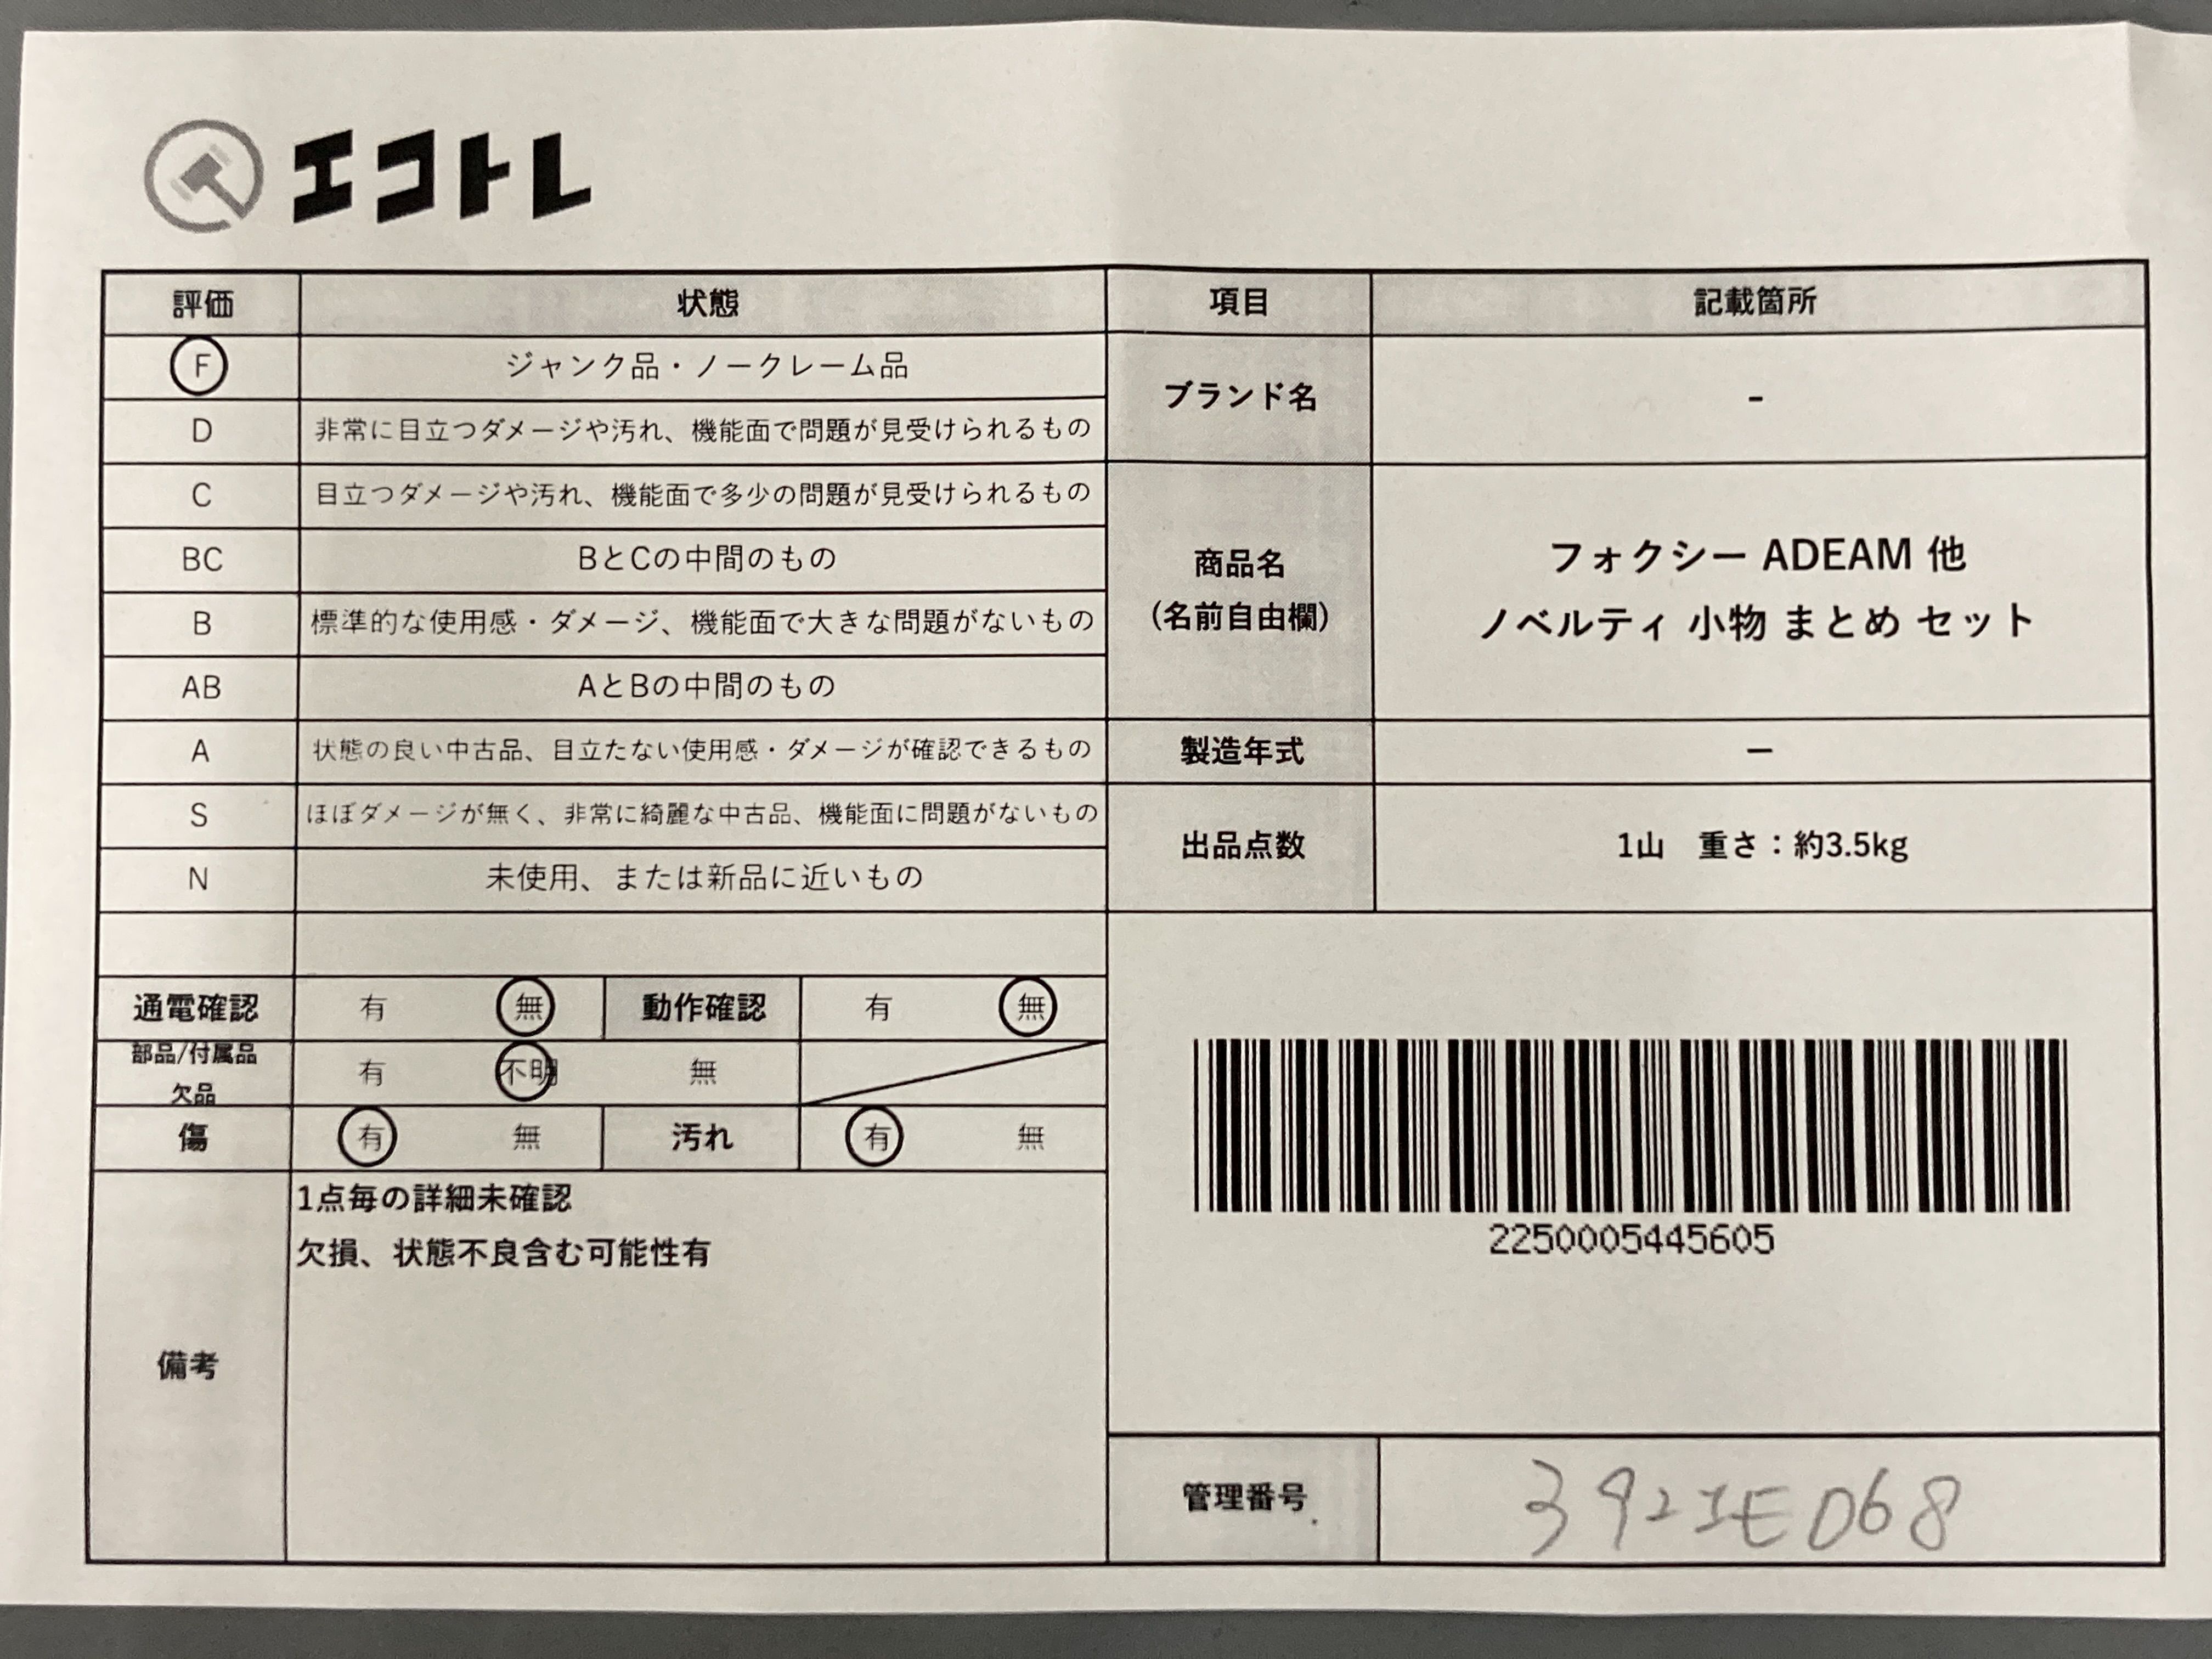 エコトレ
評価 状態 項目 記載箇所
F ジャンク品・ノークレーム品
ブランド名 -
D 非常に目立つダメージや汚れ、機能面で問題が見受けられるもの
C 目立つダメージや汚れ、機能面で多少の問題が見受けられるもの
商品名
(名前自由欄)
フォクシー ADEAM 他
ノベルティ 小物 まとめ セット
BC BとCの中間のもの
B 標準的な使用感・ダメージ、機能面で大きな問題がないもの
AB AとBの中間のもの
A 状態の良い中古品、目立たない使用感・ダメージが確認できるもの
製造年式 ー
S ほぼダメージが無く、非常に綺麗な中古品、機能面に問題がないもの
出品点数 1山 重さ：約3.5kg
N 未使用、または新品に近いもの
通電確認 有 無 動作確認 有 無
部品/付属品
欠品
有 不明 無
傷 有 無 汚れ 有 無
2250005445605
備考
1点毎の詳細未確認
欠損、状態不良含む可能性有
管理番号 392IE068